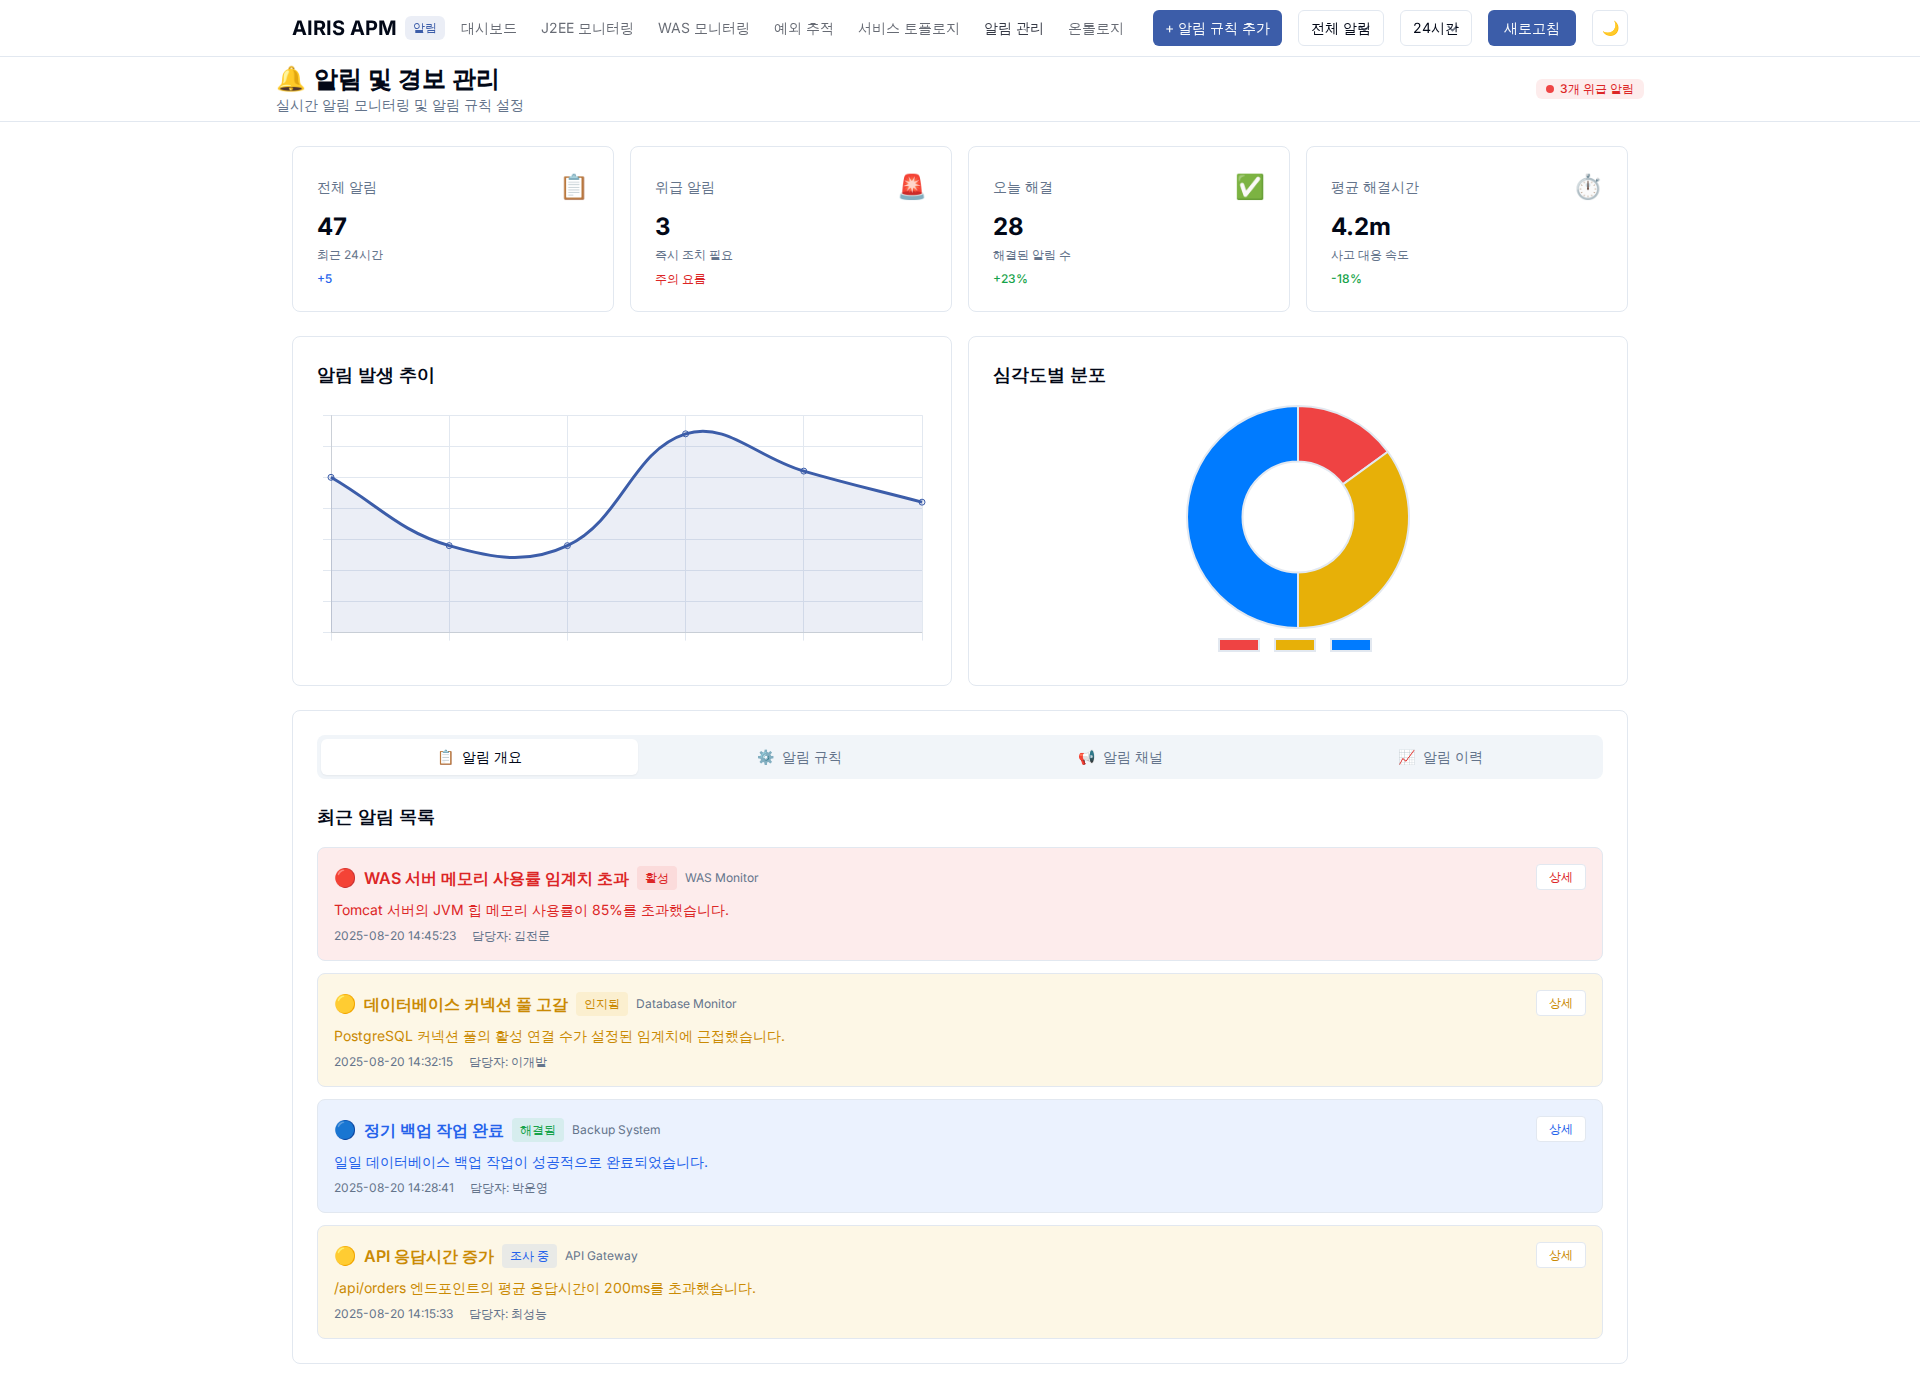 AIRIS APM 알림 대시보드 J2EE 모니터링 WAS 모니터링 예외 추적 서비스 토폴로지 알림 관리 온톨로지 + 알림 규칙 추가 전체 알림 24시간 새로고침
🔔 알림 및 경보 관리
실시간 알림 모니터링 및 알림 규칙 설정
3개 위급 알림
전체 알림
47
최근 24시간
+5
위급 알림
3
즉시 조치 필요
주의 요름
오늘 해결
28
해결된 알림 수
+23%
평균 해결시간
4.2m
사고 대응 속도
-18%
알림 발생 추이
심각도별 분포
알림 개요 알림 규칙 알림 채널 알림 이력
최근 알림 목록
WAS 서버 메모리 사용률 임계치 초과 활성 WAS Monitor 상세
Tomcat 서버의 JVM 힙 메모리 사용률이 85%를 초과했습니다.
2025-08-20 14:45:23 담당자: 김전문
데이터베이스 커넥션 풀 고갈 인지됨 Database Monitor 상세
PostgreSQL 커넥션 풀의 활성 연결 수가 설정된 임계치에 근접했습니다.
2025-08-20 14:32:15 담당자: 이개발
정기 백업 작업 완료 해결됨 Backup System 상세
일일 데이터베이스 백업 작업이 성공적으로 완료되었습니다.
2025-08-20 14:28:41 담당자: 박운영
API 응답시간 증가 조사 중 API Gateway 상세
/api/orders 엔드포인트의 평균 응답시간이 200ms를 초과했습니다.
2025-08-20 14:15:33 담당자: 최성능